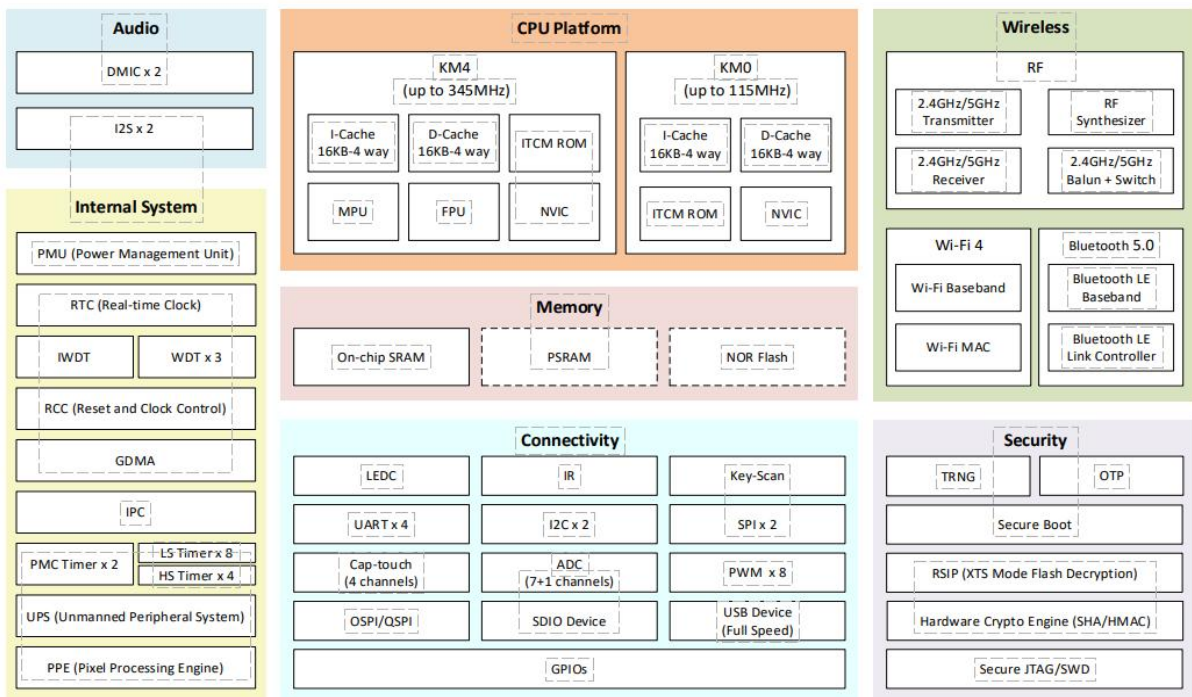 Audio
DMIC x 2
I2S x 2
Internal System
PMU (Power Management Unit)
RTC (Real-time Clock)
IWDT
WDT x 3
RCC (Reset and Clock Control)
GDMA
IPC
PMC Timer x 2
LS Timer x 8
HS Timer x 4
UPS (Unmanned Peripheral System)
PPE (Pixel Processing Engine)
CPU Platform
KM4
(up to 345MHz)
I-Cache
16KB-4 way
D-Cache
16KB-4 way
ITCM ROM
MPU
FPU
NVIC
KM0
(up to 115MHz)
I-Cache
16KB-4 way
D-Cache
16KB-4 way
ITCM ROM
NVIC
Memory
On-chip SRAM
PSRAM
NOR Flash
Connectivity
LEDC
IR
Key-Scan
UART x 4
I2C x 2
SPI x 2
Cap-touch
(4 channels)
ADC
(7+1 channels)
PWM x 8
OSPI/QSPI
SDIO Device
USB Device
(Full Speed)
GPIOs
Wireless
RF
2.4GHz/5GHz
Transmitter
RF
Synthesizer
2.4GHz/5GHz
Receiver
2.4GHz/5GHz
Balun + Switch
Wi-Fi 4
Wi-Fi Baseband
Wi-Fi MAC
Bluetooth 5.0
Bluetooth LE
Baseband
Bluetooth LE
Link Controller
Security
TRNG
OTP
Secure Boot
RSIP (XTS Mode Flash Decryption)
Hardware Crypto Engine (SHA/HMAC)
Secure JTAG/SWD